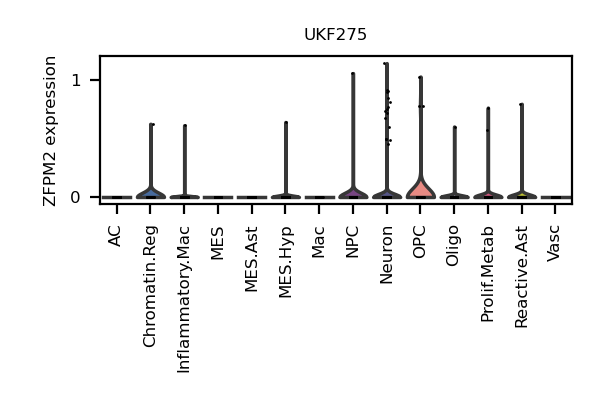 UKF275
ZFPM2 expression
1
0
AC
Chromatin.Reg
Inflammatory.Mac
MES
MES.Ast
MES.Hyp
Mac
NPC
Neuron
OPC
Oligo
Prolif.Metab
Reactive.Ast
Vasc